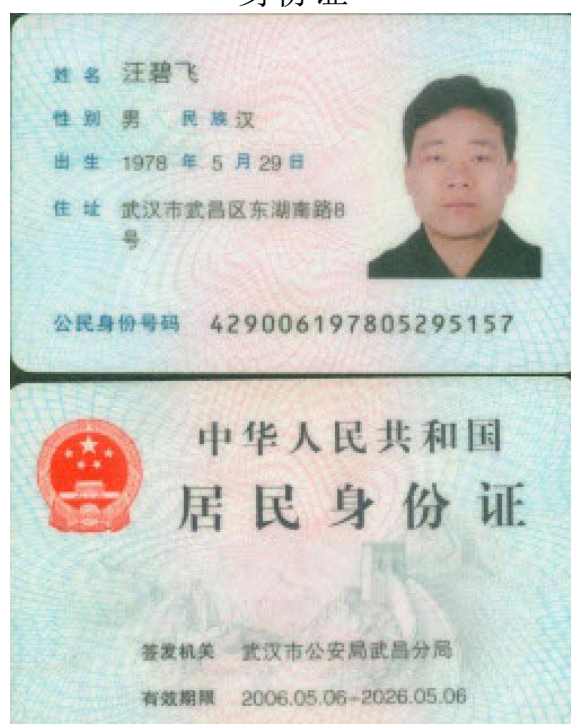 身份证
姓名 汪碧飞
性别 男 民族 汉
出生 1978 年 5 月 29 日
住址 武汉市武昌区东湖南路8
号
公民身份号码 429006197805295157
中华人民共和国
居民身份证
签发机关 武汉市公安局武昌分局
有效期限 2006.05.06-2026.05.06